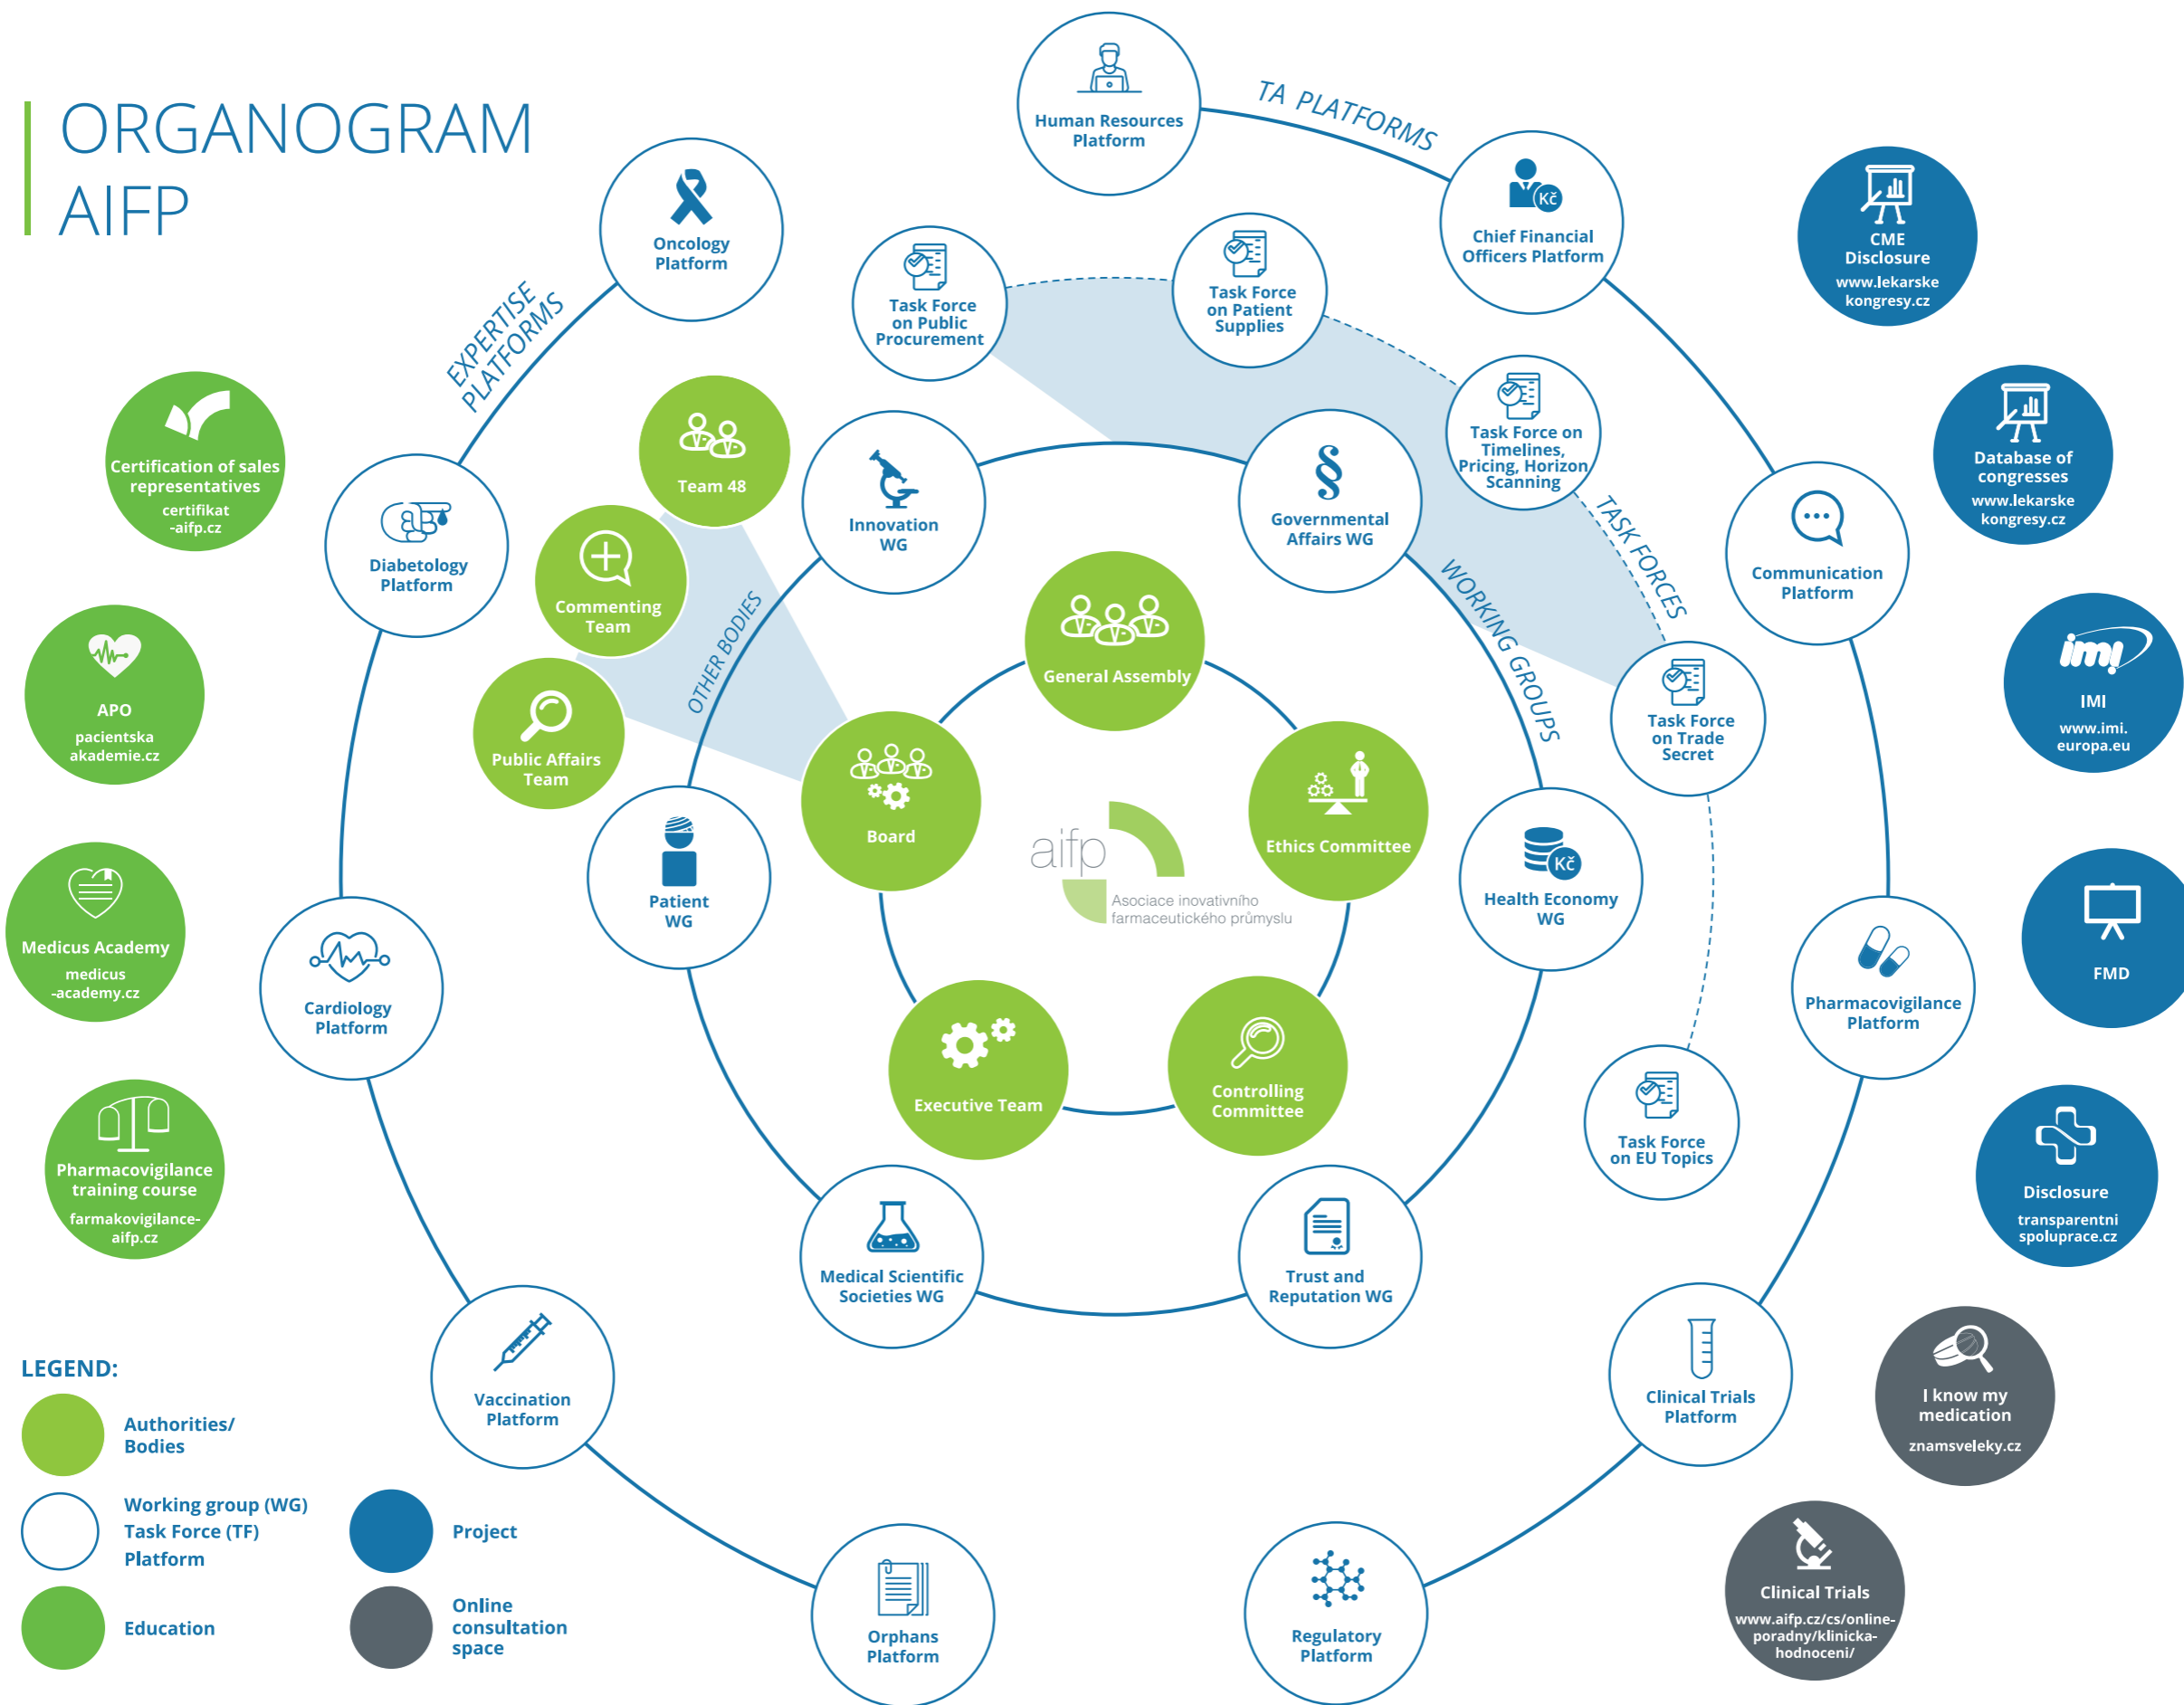 ORGANOGRAM
AIFP
EXPERTISE
PLATFORMS
TA PLATFORMS
Human Resources
Platform
Chief Financial
Officers Platform
Kč
Communication
Platform
Pharmacovigilance
Platform
Clinical Trials
Platform
Regulatory
Platform
Oncology
Platform
Diabetology
Platform
Cardiology
Platform
Vaccination
Platform
Orphans
Platform
TASK FORCES
Task Force
on Public
Procurement
Task Force
on Patient
Supplies
Task Force on
Timelines,
Pricing, Horizon
Scanning
Task Force
on Trade
Secret
Task Force
on EU Topics
WORKING GROUPS
Innovation
WG
§
Governmental
Affairs WG
Kč
Health Economy
WG
Trust and
Reputation WG
Medical Scientific
Societies WG
Patient
WG
OTHER BODIES
Team 48
Commenting
Team
Public Affairs
Team
General Assembly
Ethics Committee
Controlling
Committee
Executive Team
Board
aifp
Asociace inovativního
farmaceutického průmyslu
Certification of sales
representatives
certifikat
-aifp.cz
APO
pacientska
akademie.cz
Medicus Academy
medicus
-academy.cz
Pharmacovigilance
training course
farmakovigilance-
aifp.cz
CME
Disclosure
www.lekarske
kongresy.cz
Database of
congresses
www.lekarske
kongresy.cz
imi
IMI
www.imi.
europa.eu
FMD
Disclosure
transparentni
spoluprace.cz
I know my
medication
znamsveleky.cz
Clinical Trials
www.aifp.cz/cs/online-
poradny/klinicka-
hodnoceni/
LEGEND:
Authorities/
Bodies
Working group (WG)
Task Force (TF)
Platform
Education
Project
Online
consultation
space